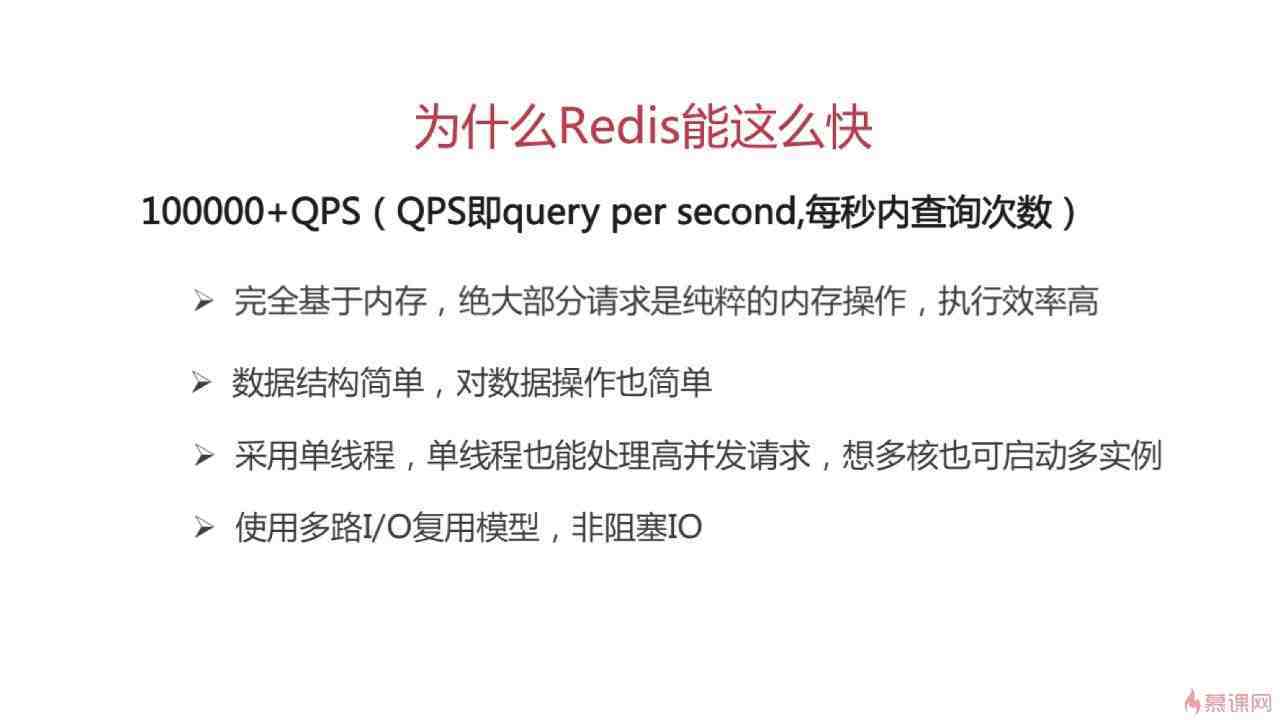 为什么Redis能这么快
100000+QPS（QPS即query per second,每秒内查询次数）
➢ 完全基于内存，绝大部分请求是纯粹的内存操作，执行效率高
➢ 数据结构简单，对数据操作也简单
➢ 采用单线程，单线程也能处理高并发请求，想多核也可启动多实例
➢ 使用多路I/O复用模型，非阻塞IO
慕课网